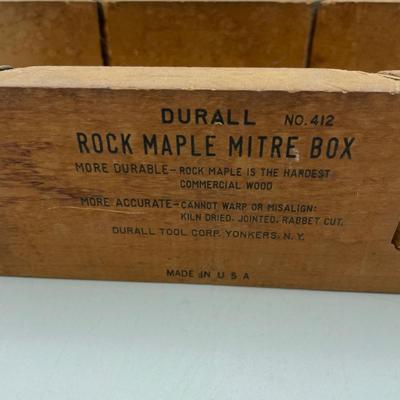 DURALL NO. 412
ROCK MAPLE MITRE BOX
MORE DURABLE – ROCK MAPLE IS THE HARDEST
COMMERCIAL WOOD
MORE ACCURATE – CANNOT WARP OR MISALIGN:
KILN DRIED, JOINTED, RABBET CUT,
DURALL TOOL CORP. YONKERS, N.Y.
MADE IN U S A